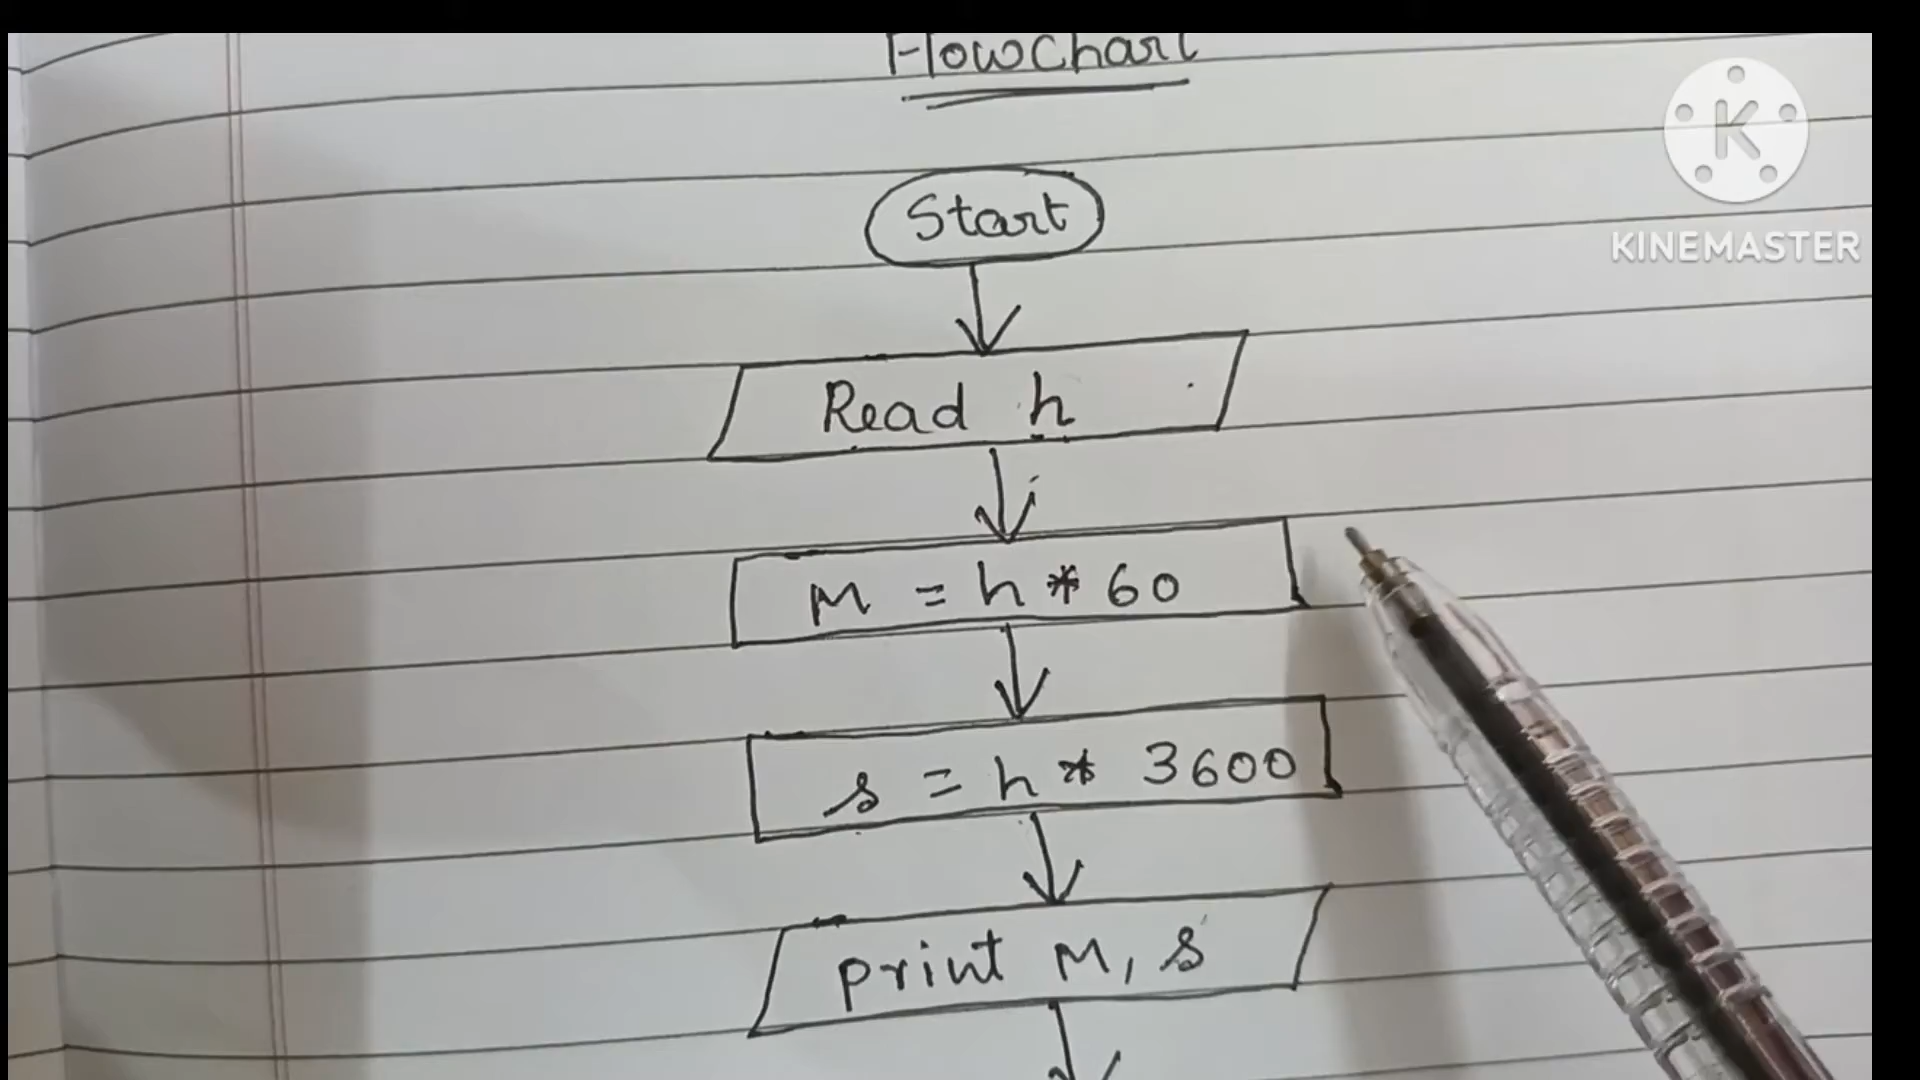 Flowchart
Start
Read h
M = h * 60
s = h * 3600
print M, s
K
KINEMASTER